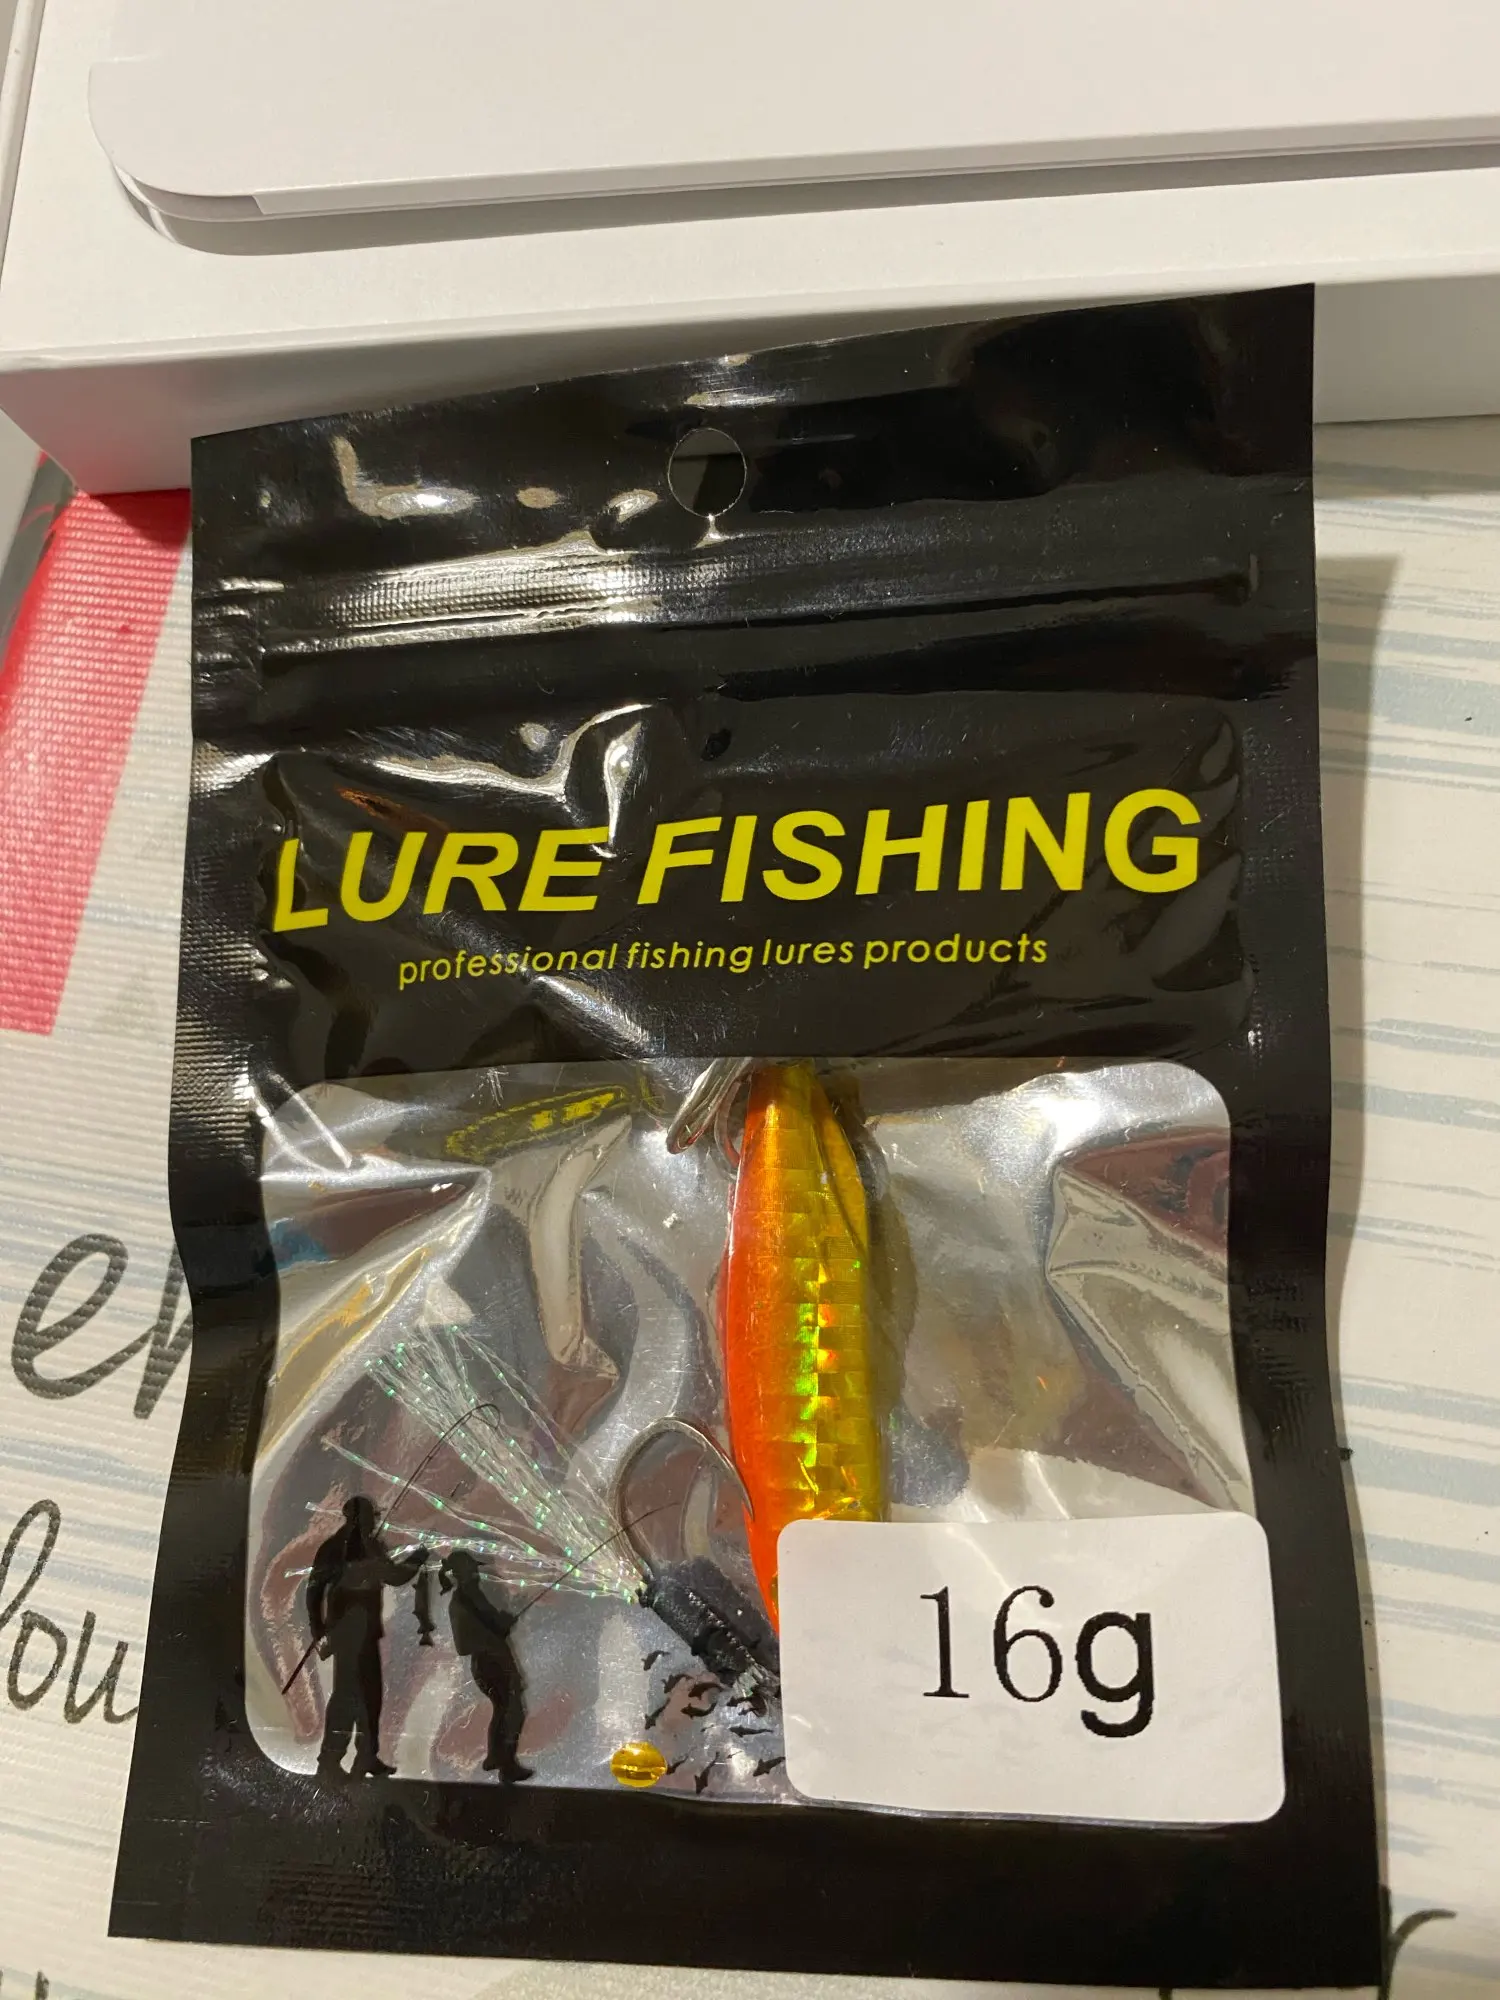 LURE FISHING
professional fishing lures products
16g